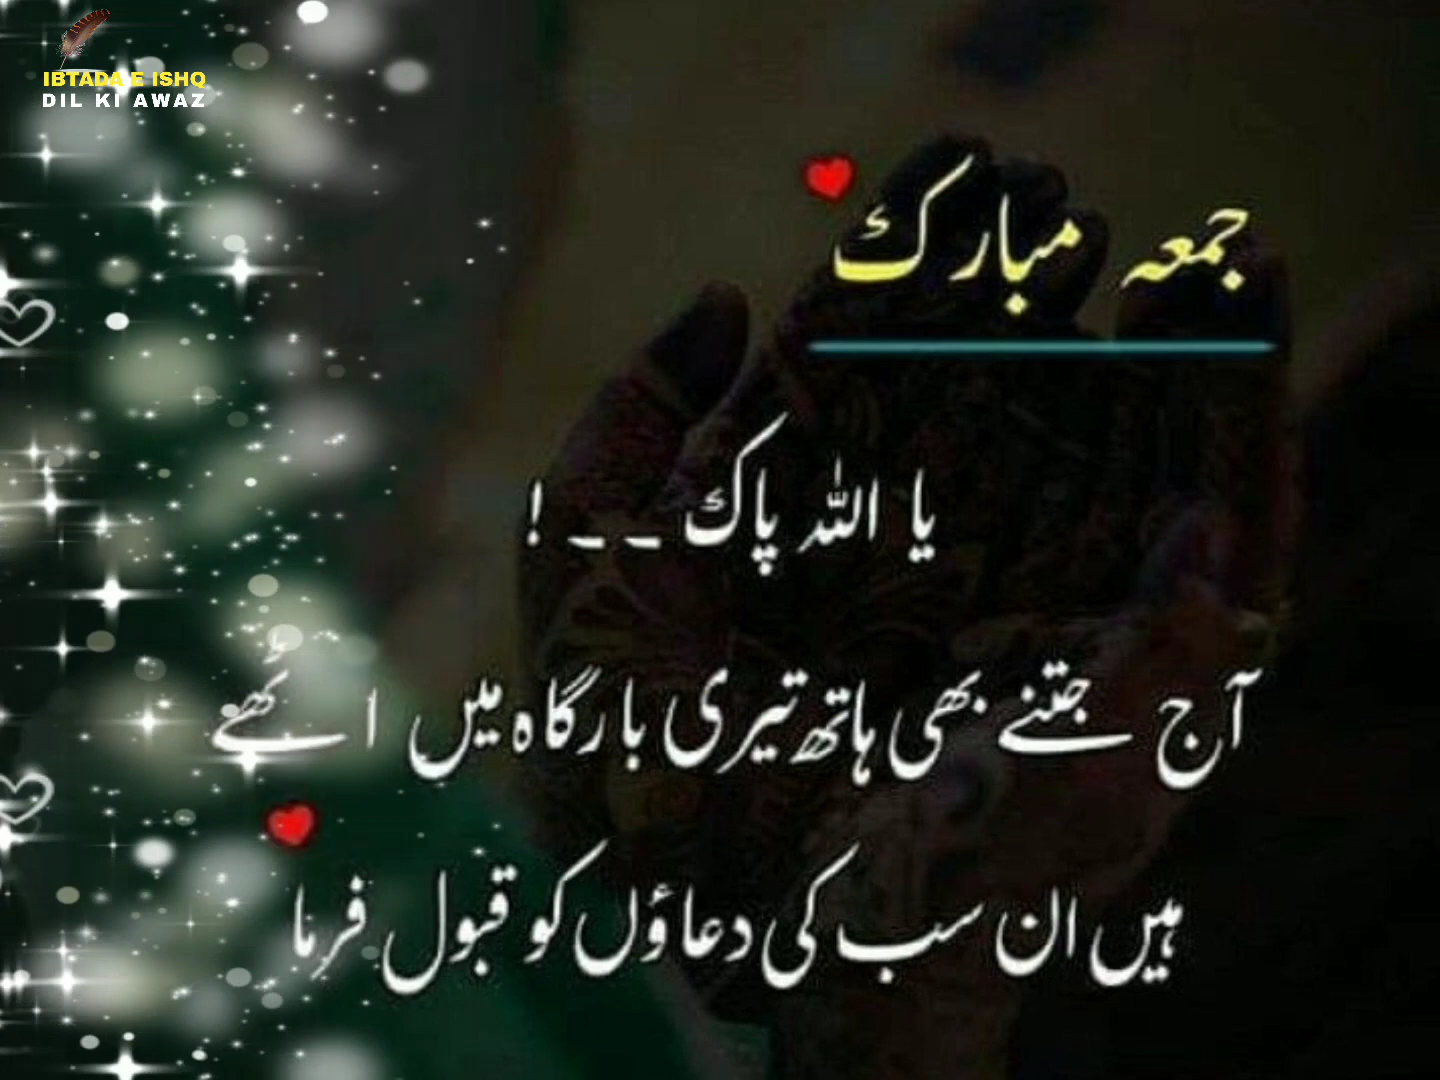 IBTADA E ISHQ
DIL KI AWAZ
جمعہ مبارک
یا اللہ پاک ۔۔ !
آج جتنے بھی ہاتھ تیری بارگاہ میں اُٹھے
ہیں ان سب کی دعاؤں کو قبول فرما